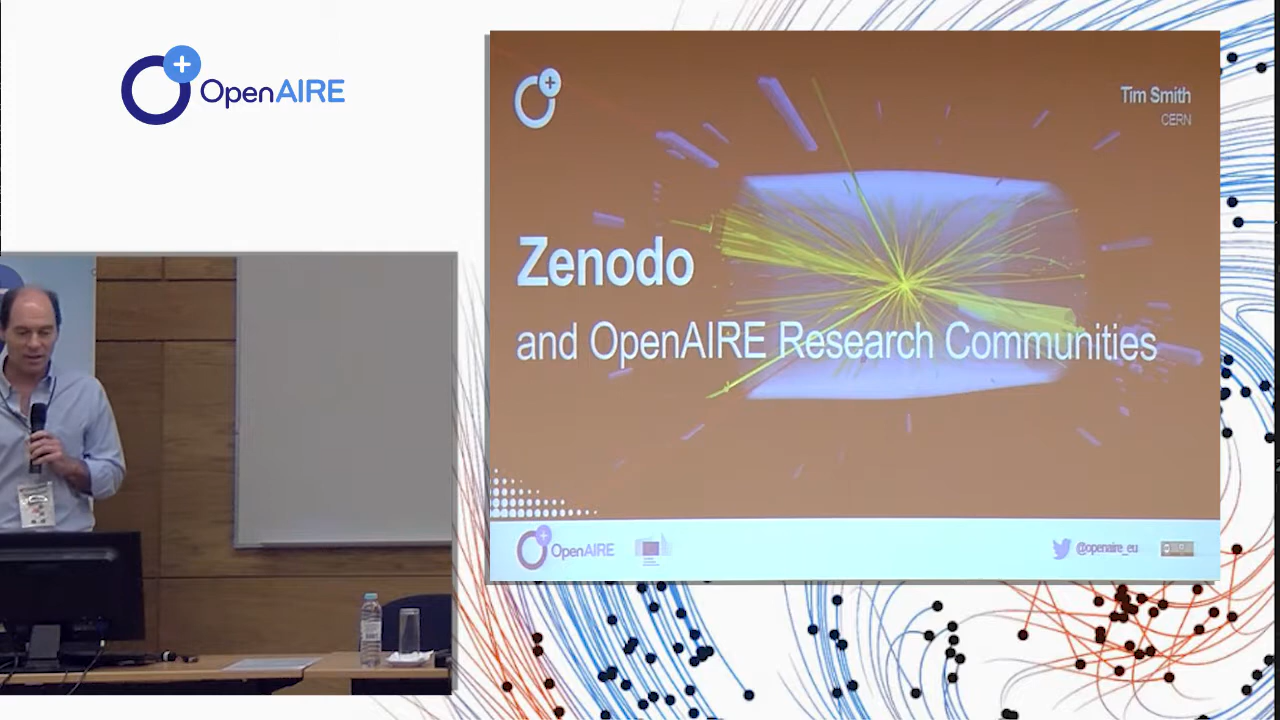 OpenAIRE
Tim Smith
CERN
Zenodo
and OpenAIRE Research Communities
OpenAIRE
@openaire_eu